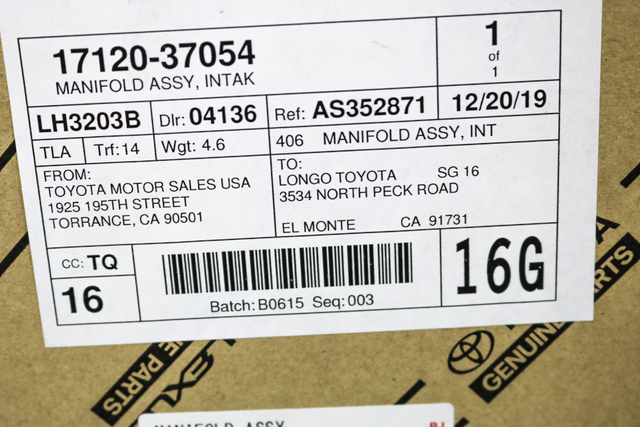 17120-37054
MANIFOLD ASSY, INTAK
1
of
1
LH3203B
Dlr: 04136
Ref: AS352871
12/20/19
TLA
Trf: 14
Wgt: 4.6
406 MANIFOLD ASSY, INT
FROM:
TOYOTA MOTOR SALES USA
1925 195TH STREET
TORRANCE, CA 90501
TO:
LONGO TOYOTA SG 16
3534 NORTH PECK ROAD
EL MONTE CA 91731
CC: TQ
16
Batch: B0615 Seq: 003
16G
GENUINE PARTS
PARTS
MANIFOLD ASSY